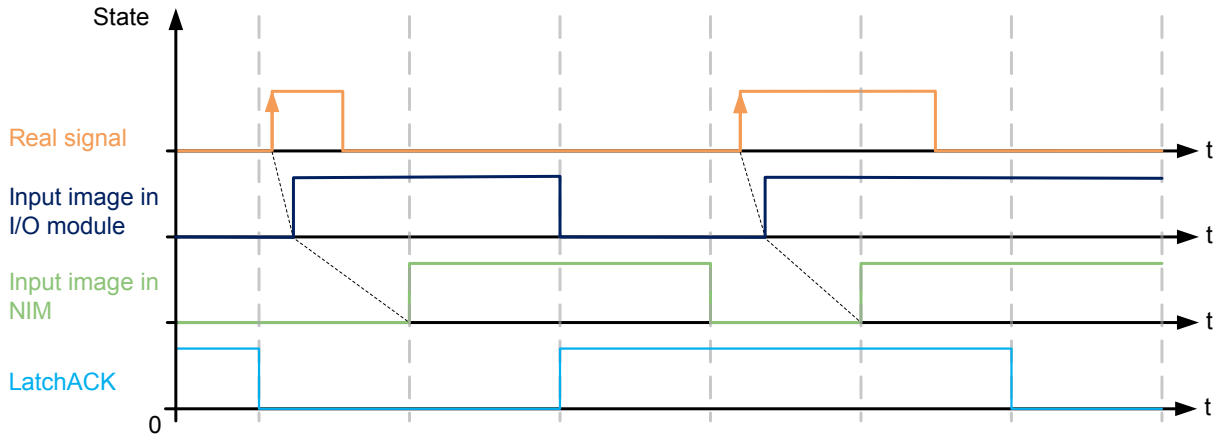 State
Real signal
t
Input image in
I/O module
t
Input image in
NIM
t
LatchACK
t
0